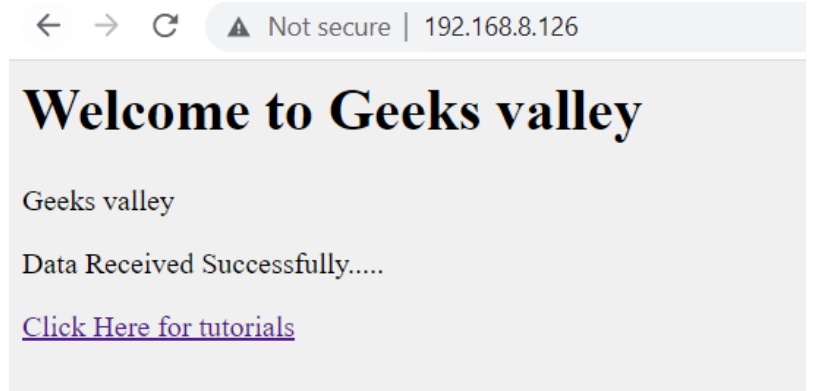 Not secure | 192.168.8.126
Welcome to Geeks valley
Geeks valley
Data Received Successfully.....
Click Here for tutorials